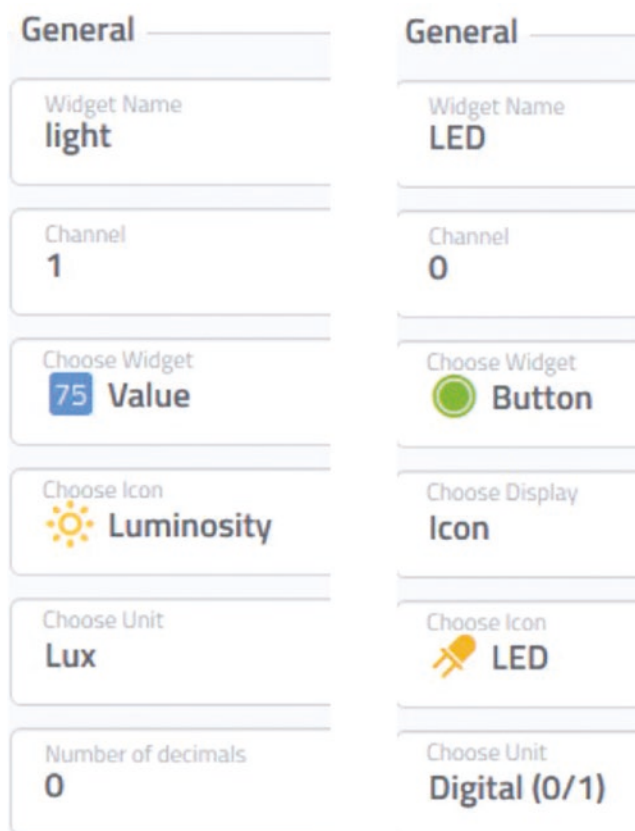 General
Widget Name
light
Channel
1
Choose Widget
75 Value
Choose Icon
Luminosity
Choose Unit
Lux
Number of decimals
0
General
Widget Name
LED
Channel
0
Choose Widget
Button
Choose Display
Icon
Choose Icon
LED
Choose Unit
Digital (0/1)